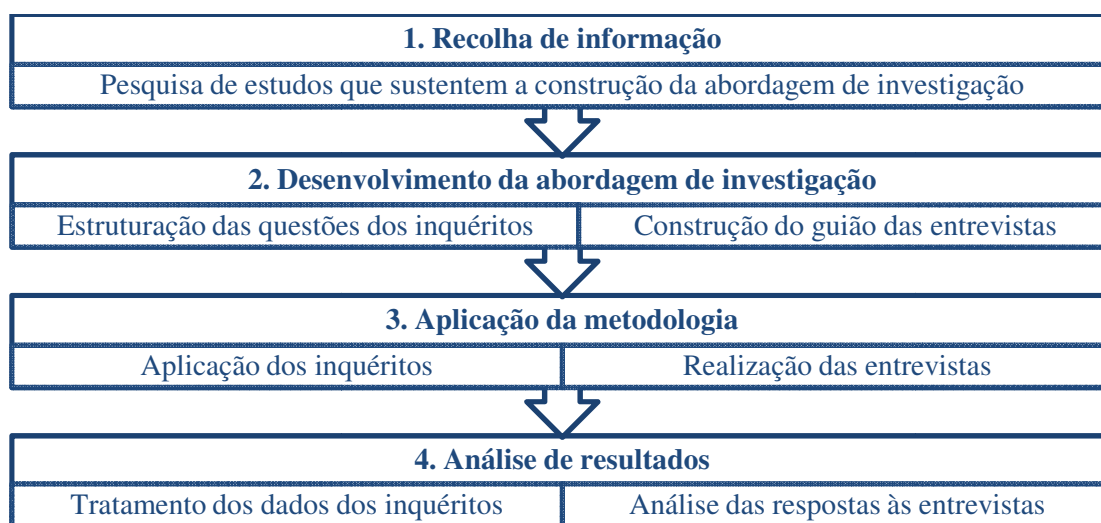 1. Recolha de informação
Pesquisa de estudos que sustentem a construção da abordagem de investigação
2. Desenvolvimento da abordagem de investigação
Estruturação das questões dos inquéritos
Construção do guião das entrevistas
3. Aplicação da metodologia
Aplicação dos inquéritos
Realização das entrevistas
4. Análise de resultados
Tratamento dos dados dos inquéritos
Análise das respostas às entrevistas